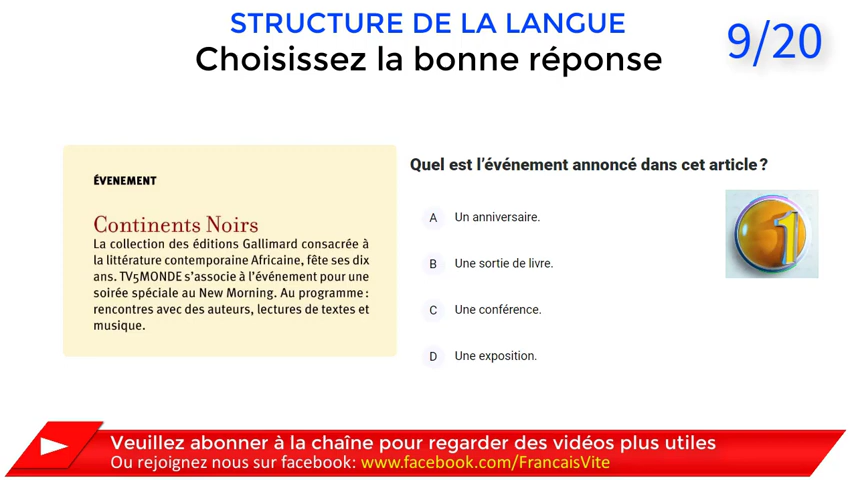 STRUCTURE DE LA LANGUE
Choisissez la bonne réponse
9/20
ÉVENEMENT
Continents Noirs
La collection des éditions Gallimard consacrée à
la littérature contemporaine Africaine, fête ses dix
ans. TV5MONDE s'associe à l'événement pour une
soirée spéciale au New Morning. Au programme :
rencontres avec des auteurs, lectures de textes et
musique.
Quel est l'événement annoncé dans cet article ?
A Un anniversaire.
B Une sortie de livre.
C Une conférence.
D Une exposition.
1
Veuillez abonner à la chaîne pour regarder des vidéos plus utiles
Ou rejoignez nous sur facebook: www.facebook.com/FrancaisVite